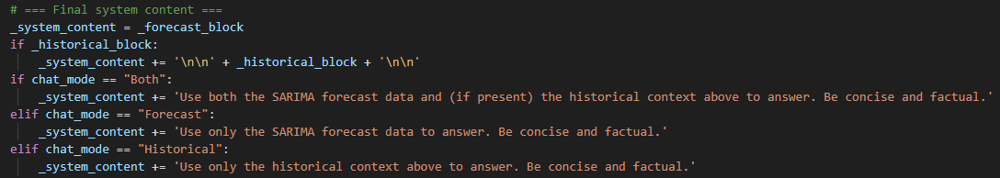 # === Final system content ===
_system_content = _forecast_block
if _historical_block:
    _system_content += '\n\n' + _historical_block + '\n\n'
if chat_mode == "Both":
    _system_content += 'Use both the SARIMA forecast data and (if present) the historical context above to answer. Be concise and factual.'
elif chat_mode == "Forecast":
    _system_content += 'Use only the SARIMA forecast data to answer. Be concise and factual.'
elif chat_mode == "Historical":
    _system_content += 'Use only the historical context above to answer. Be concise and factual.'